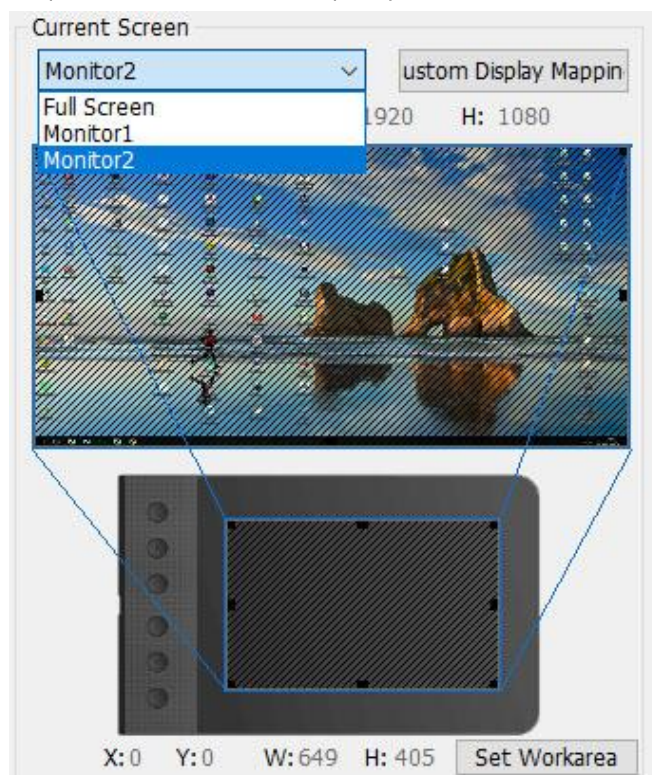 Current Screen
Monitor2 ustom Display Mappin
Full Screen
1920 H: 1080
Monitor1
Monitor2
X: 0 Y: 0 W: 649 H: 405 Set Workarea